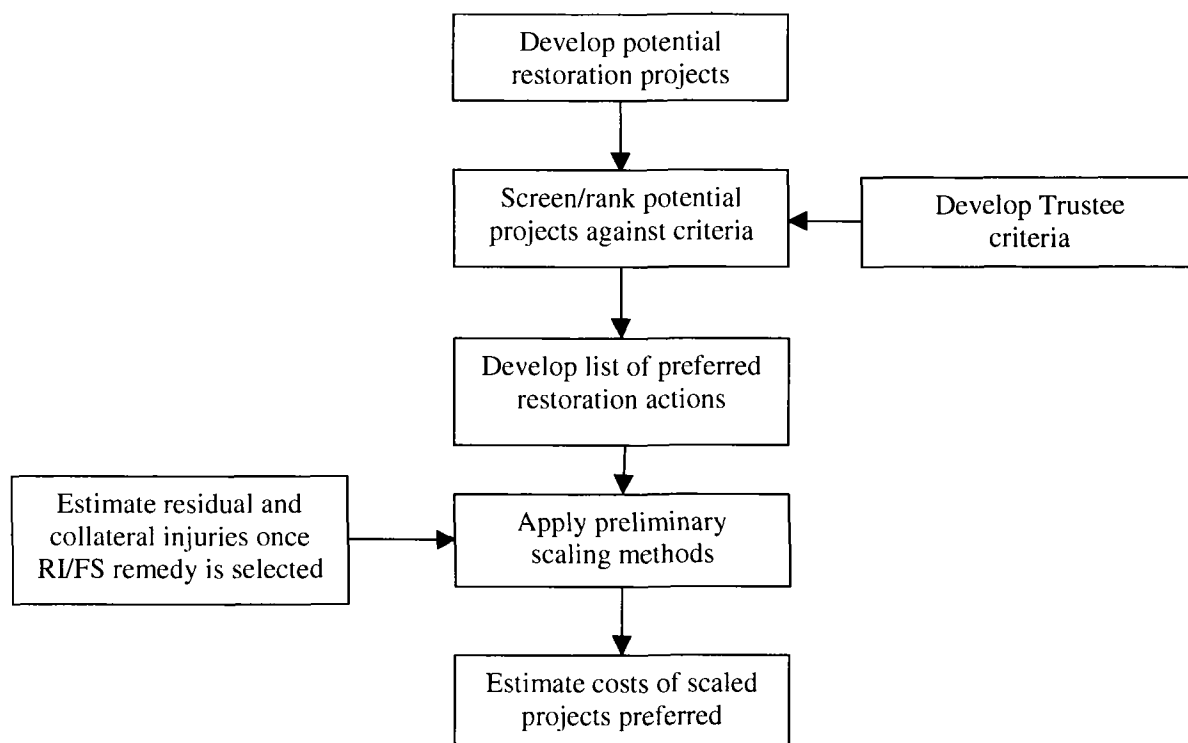 Develop potential
restoration projects
Screen/rank potential
projects against criteria
Develop Trustee
criteria
Develop list of preferred
restoration actions
Estimate residual and
collateral injuries once
RI/FS remedy is selected
Apply preliminary
scaling methods
Estimate costs of scaled
projects preferred